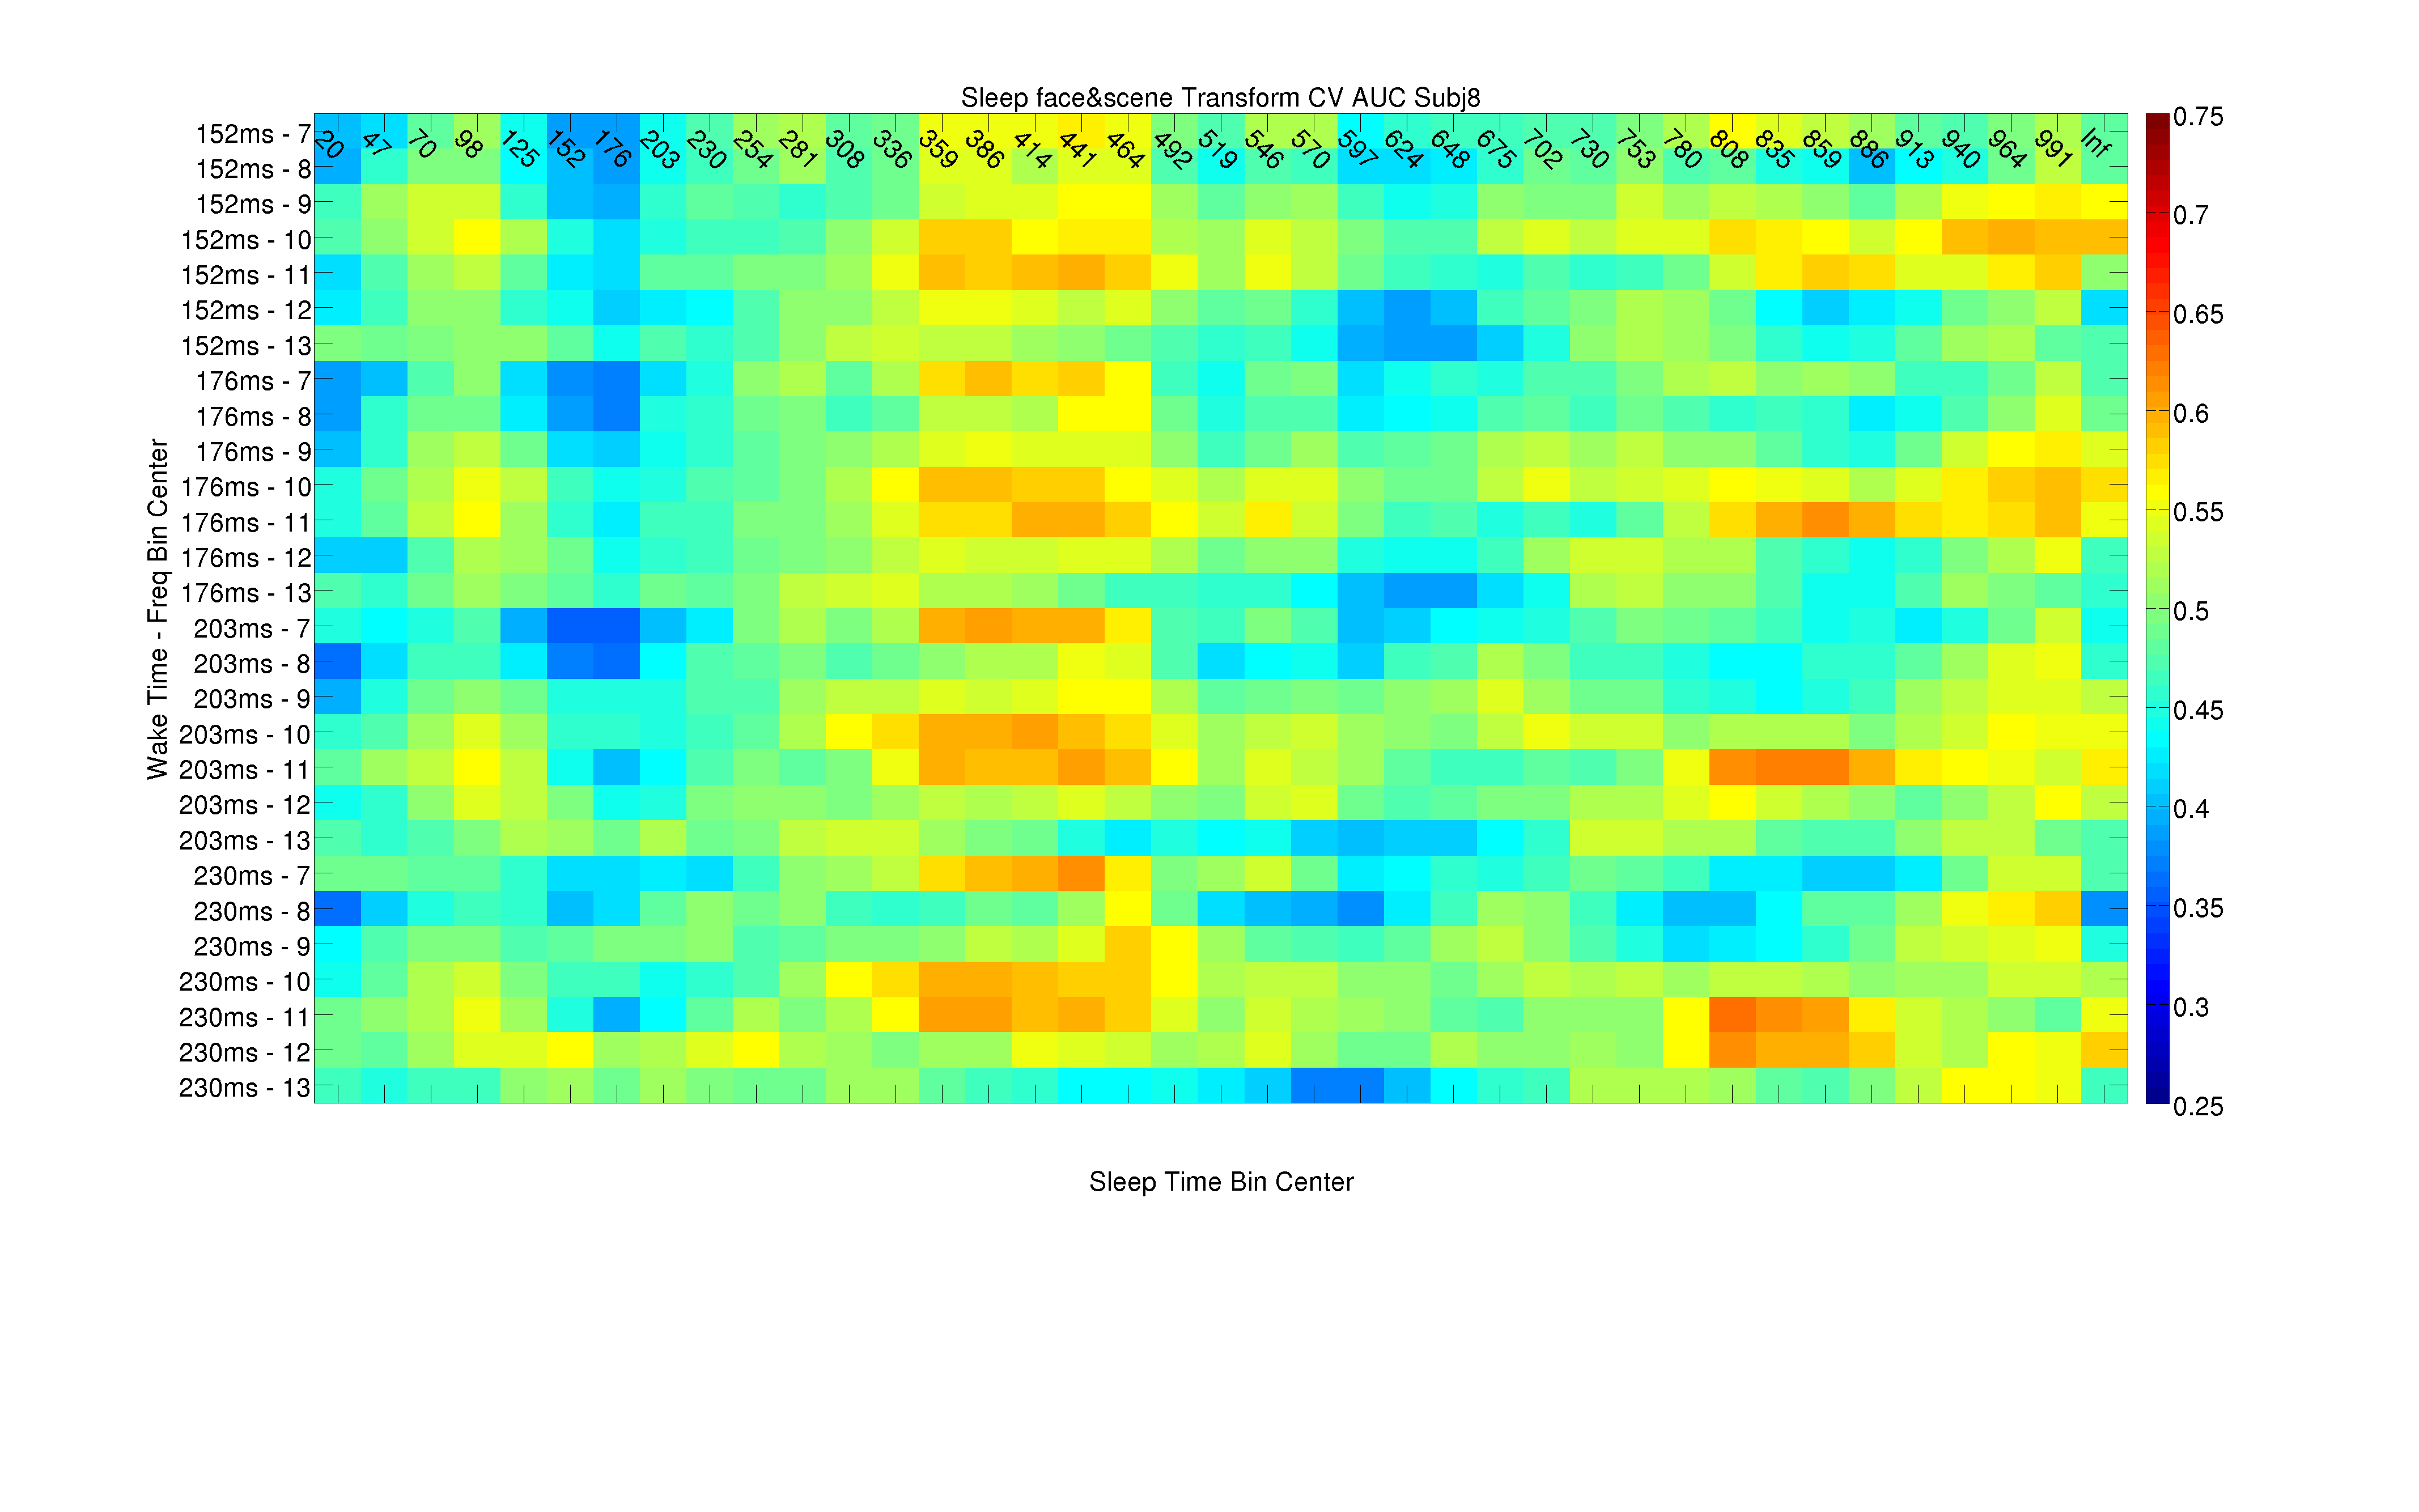 Sleep face&scene Transform CV AUC Subj8
152ms - 7
152ms - 8
152ms - 9
152ms - 10
152ms - 11
152ms - 12
152ms - 13
176ms - 7
176ms - 8
176ms - 9
176ms - 10
176ms - 11
176ms - 12
176ms - 13
203ms - 7
203ms - 8
203ms - 9
203ms - 10
203ms - 11
203ms - 12
203ms - 13
230ms - 7
230ms - 8
230ms - 9
230ms - 10
230ms - 11
230ms - 12
230ms - 13
Wake Time - Freq Bin Center
20 47 70 98 125 152 176 203 230 254 281 308 336 359 386 414 441 464 492 519 546 570 597 624 648 675 702 730 753 780 808 835 859 886 913 940 964 991 Inf
0.75
0.7
0.65
0.6
0.55
0.5
0.45
0.4
0.35
0.3
0.25
Sleep Time Bin Center